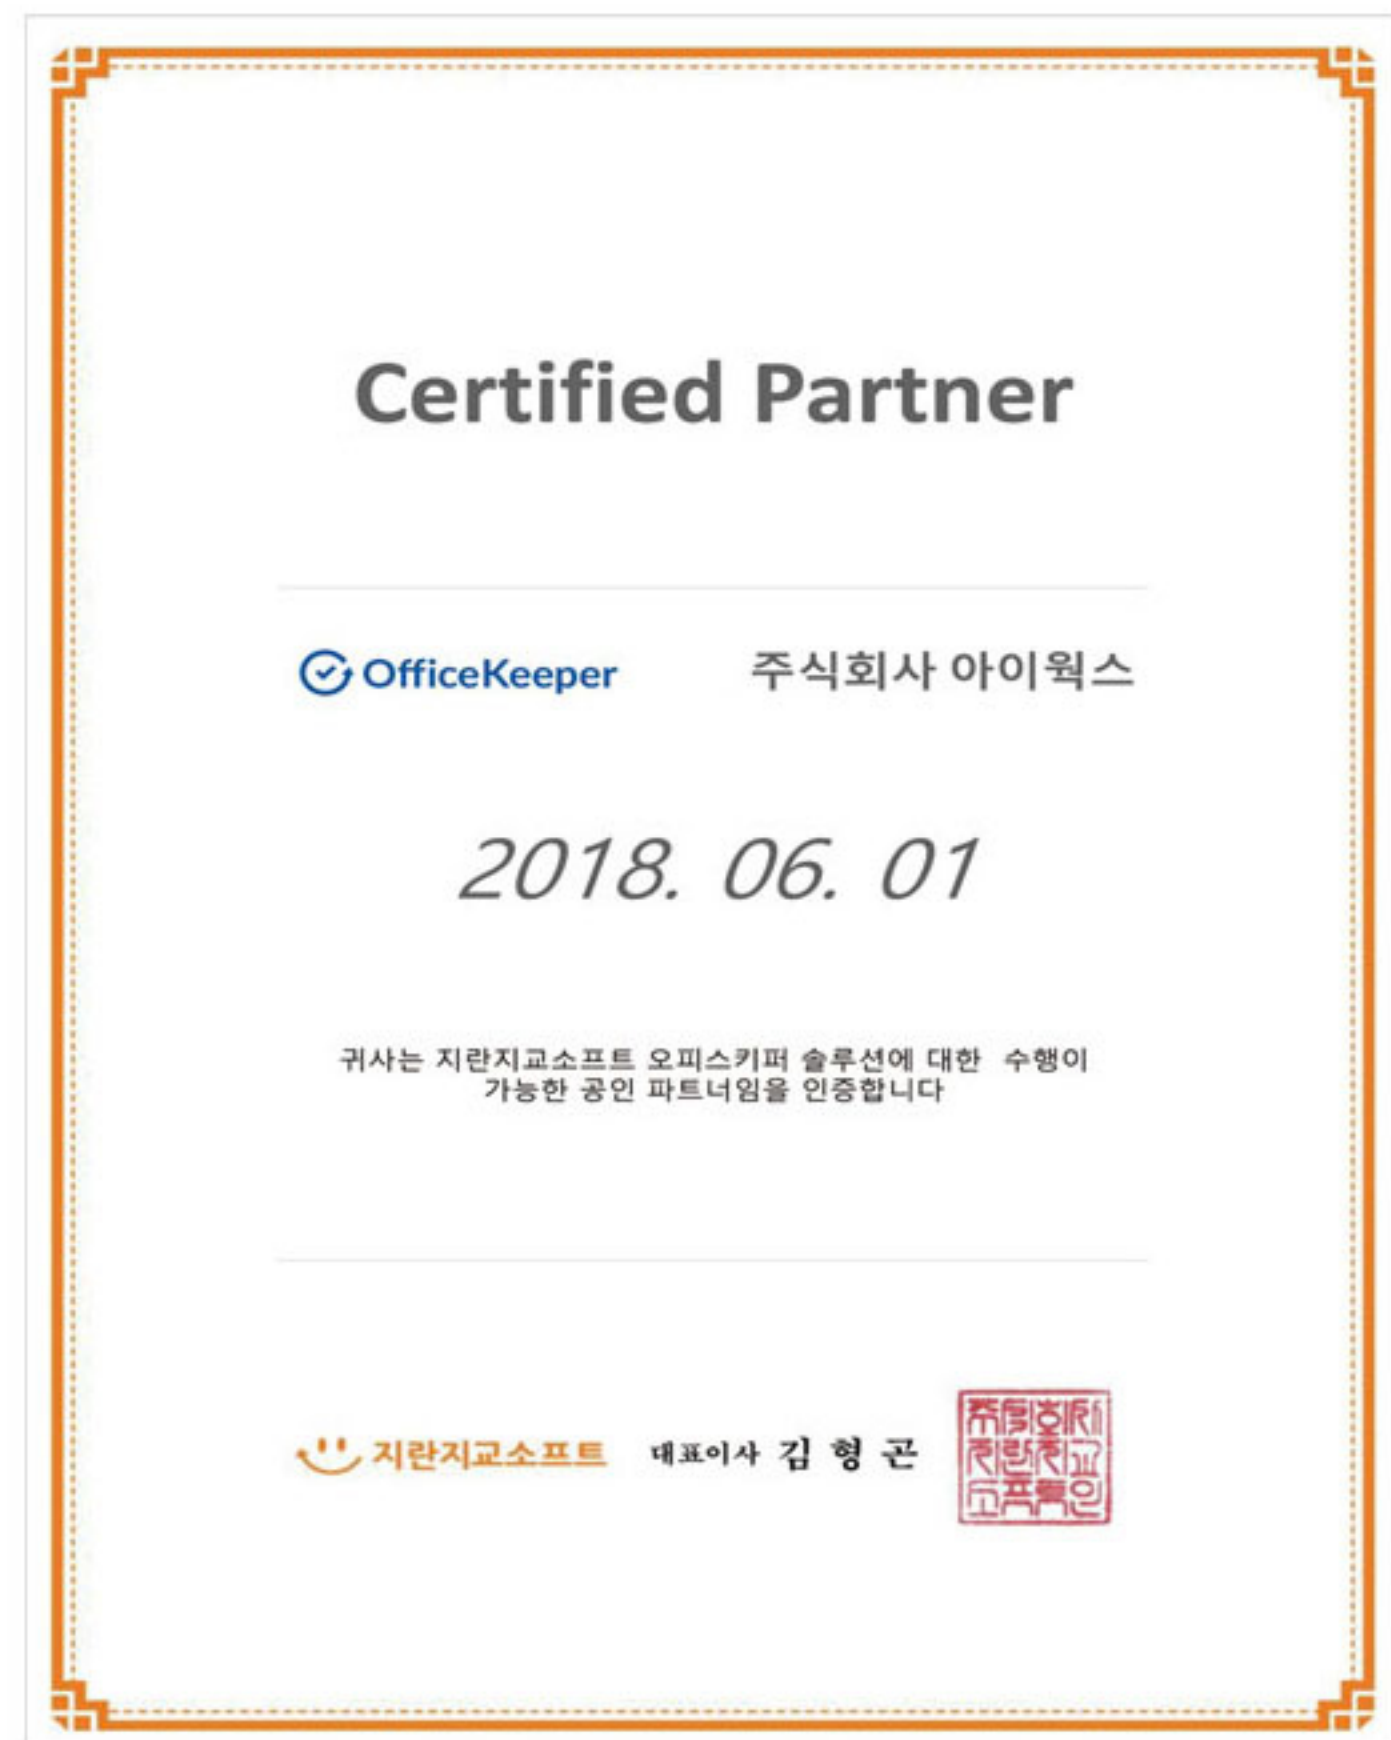 Certified Partner
OfficeKeeper 주식회사 아이웍스
2018. 06. 01
귀사는 지란지교소프트 오피스키퍼 솔루션에 대한 수행이
가능한 공인 파트너임을 인증합니다
지란지교소프트 대표이사 김 형 곤